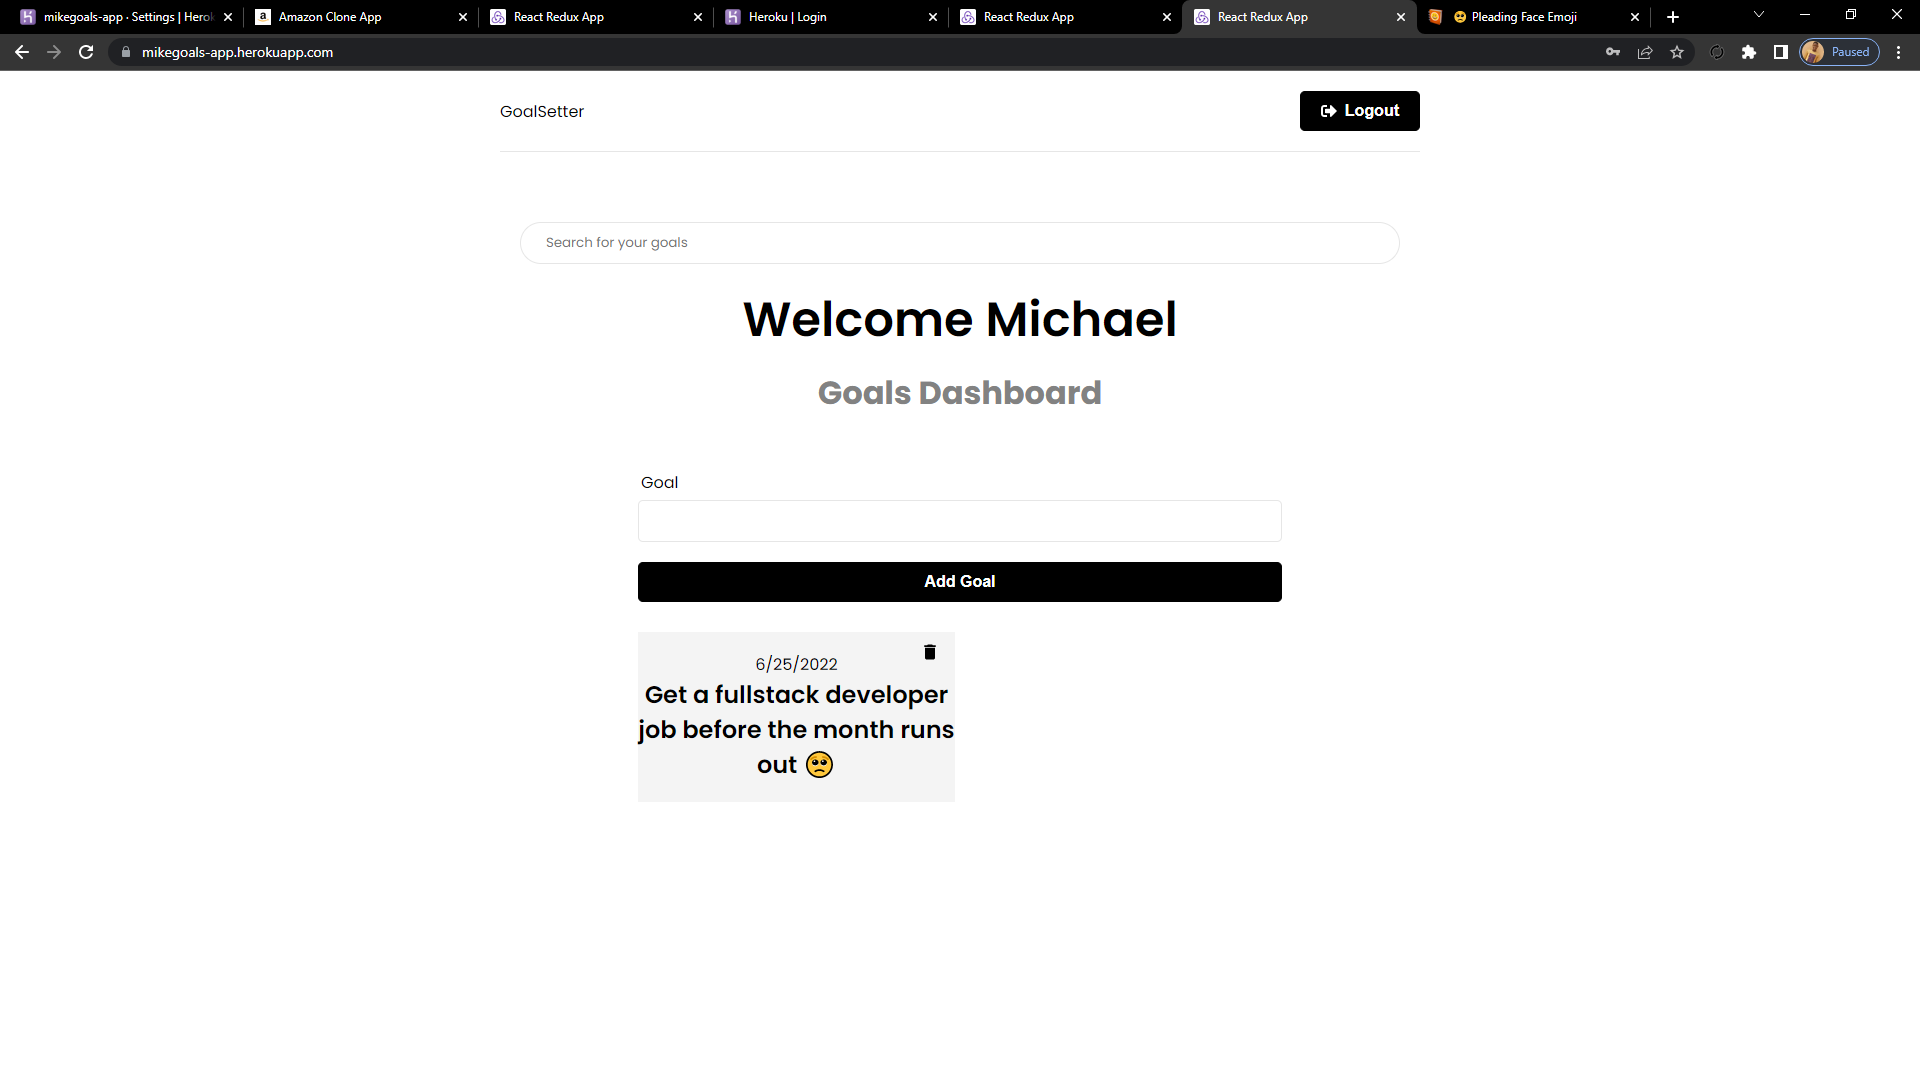 mikegoals-app · Settings | Herok
Amazon Clone App
React Redux App
Heroku | Login
React Redux App
React Redux App
🥺 Pleading Face Emoji
mikegoals-app.herokuapp.com
Paused
GoalSetter
Logout
Search for your goals
Welcome Michael
Goals Dashboard
Goal
Add Goal
6/25/2022
Get a fullstack developer
job before the month runs
out 🥺